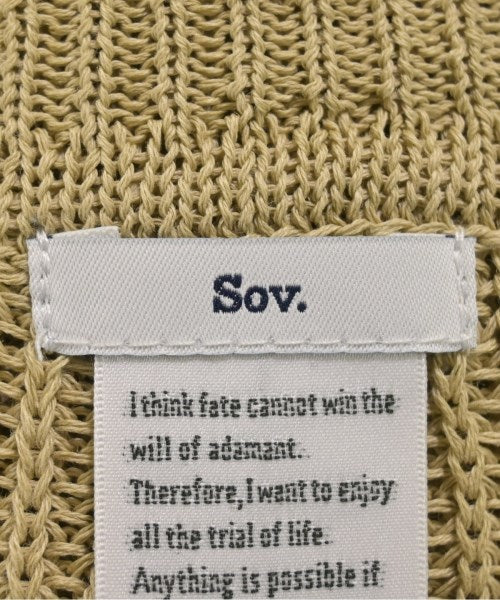 Sov.
I think fate cannot win the
will of adamant.
Therefore, I want to enjoy
all the trial of life.
Anything is possible if